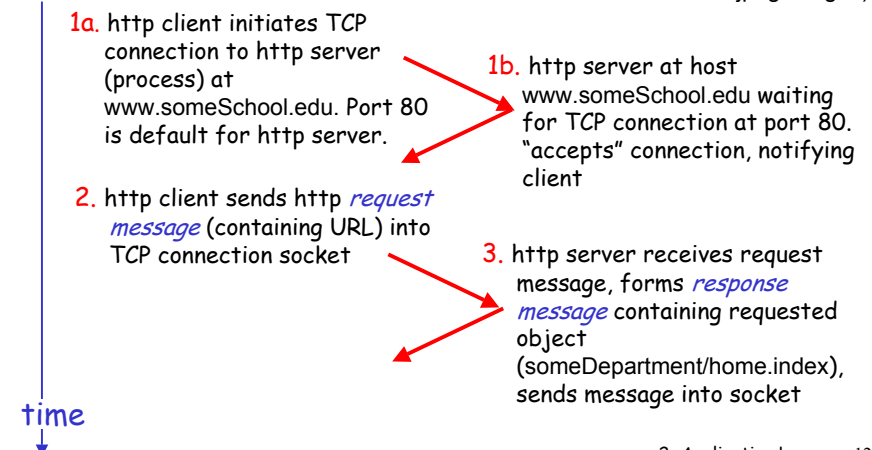 1a. http client initiates TCP
connection to http server
(process) at
www.someSchool.edu. Port 80
is default for http server.
1b. http server at host
www.someSchool.edu waiting
for TCP connection at port 80.
“accepts” connection, notifying
client
2. http client sends http request
message (containing URL) into
TCP connection socket
3. http server receives request
message, forms response
message containing requested
object
(someDepartment/home.index),
sends message into socket
time